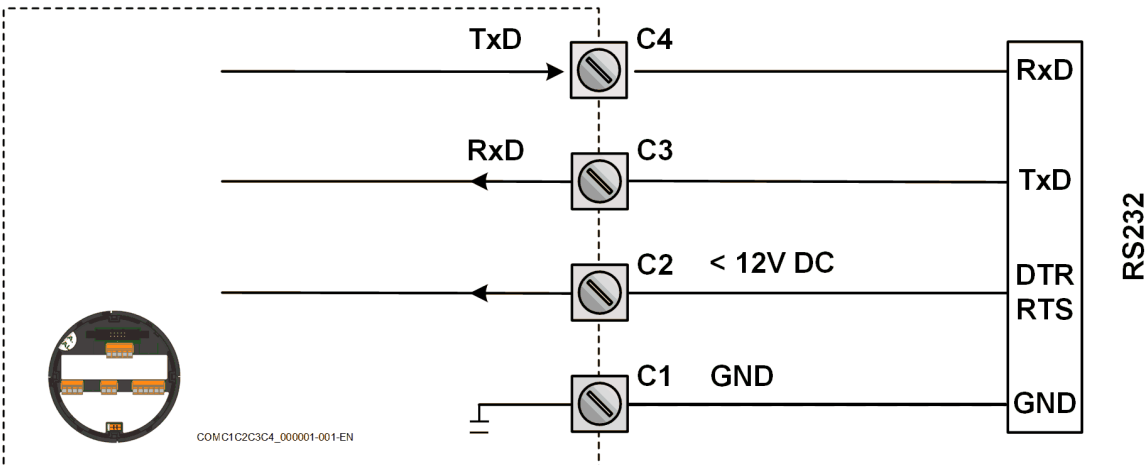 TxD
C4
RxD
RxD
C3
TxD
C2
< 12V DC
DTR
RTS
RS232
C1
GND
GND
COMC1C2C3C4_000001-001-EN